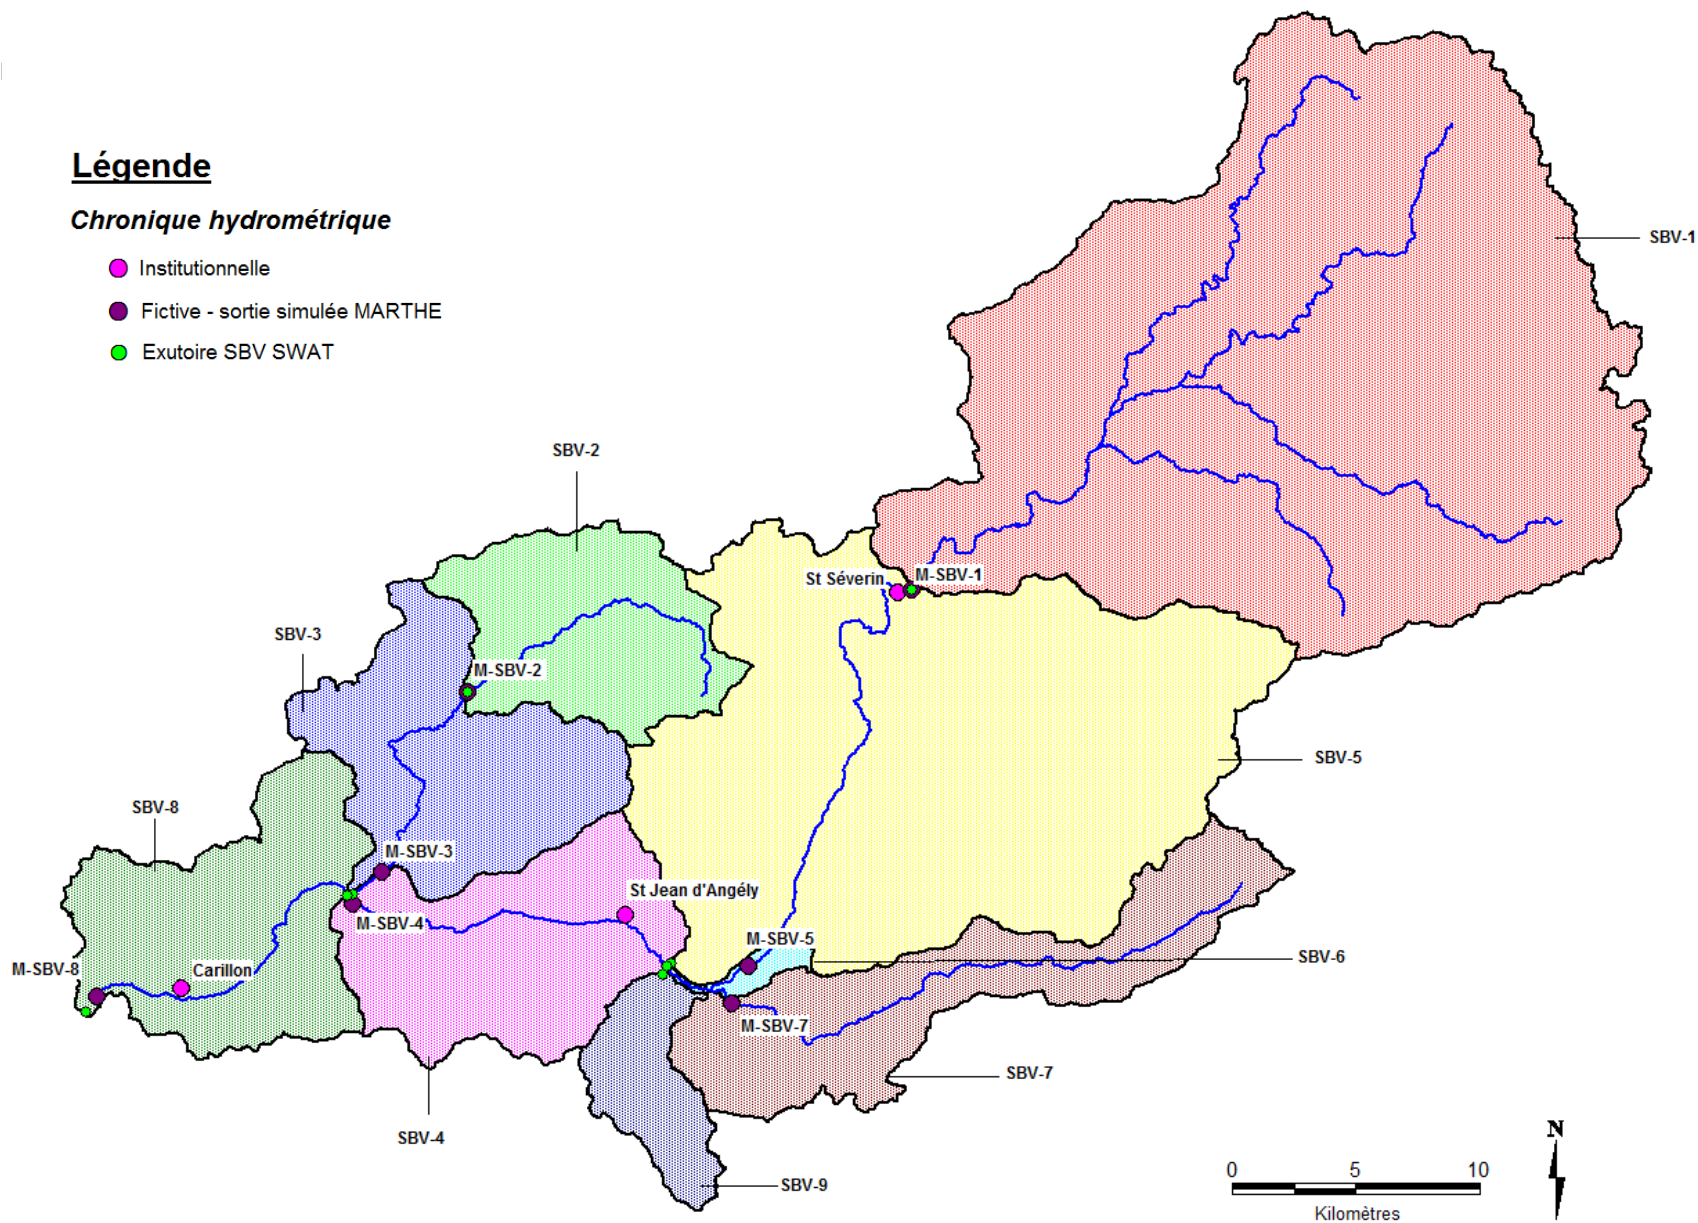 Légende
Chronique hydrométrique
Institutionnelle
Fictive - sortie simulée MARTHE
Exutoire SBV SWAT
SBV-1
SBV-2
St Séverin
M-SBV-1
SBV-3
M-SBV-2
SBV-5
SBV-8
M-SBV-3
St Jean d'Angély
M-SBV-4
M-SBV-5
SBV-6
M-SBV-8
Carillon
M-SBV-7
SBV-7
SBV-4
SBV-9
N
0 5 10
Kilomètres